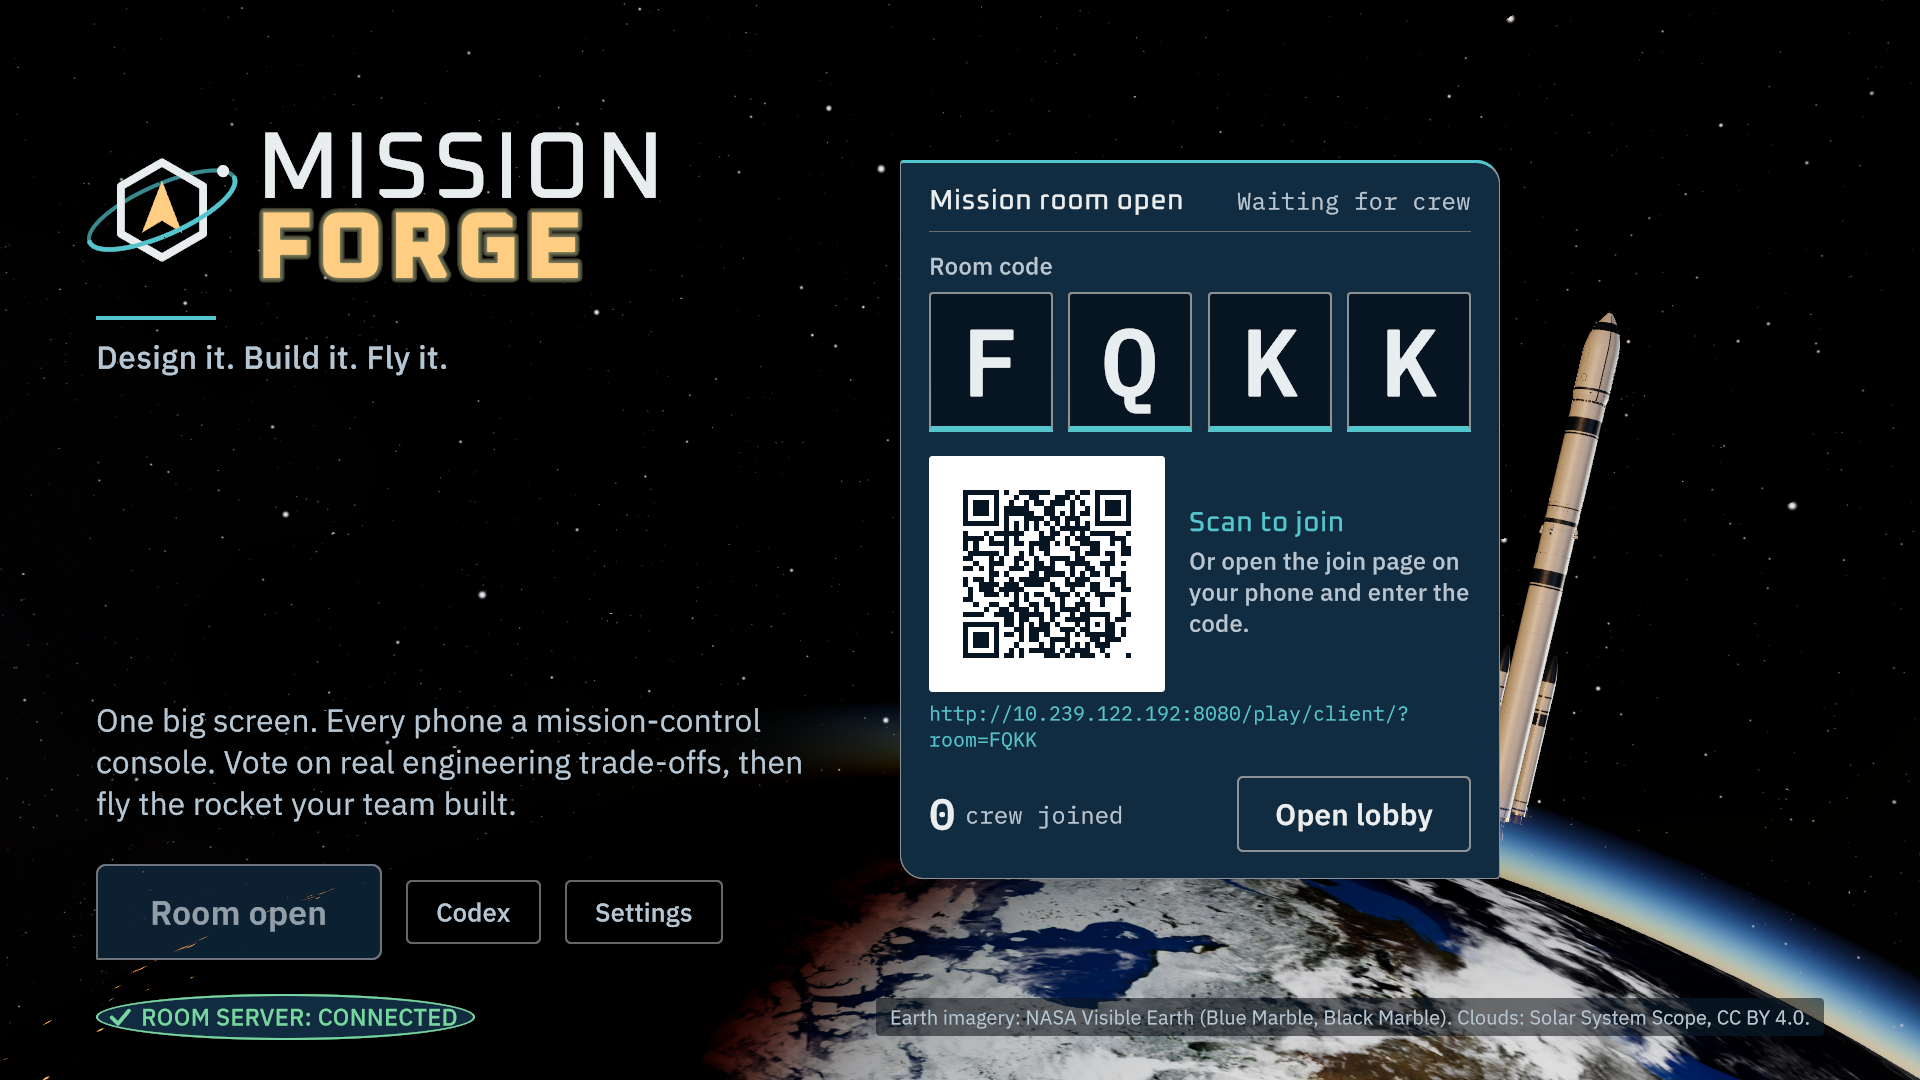 MISSION
FORGE
Design it. Build it. Fly it.
One big screen. Every phone a mission-control
console. Vote on real engineering trade-offs, then
fly the rocket your team built.
Room open
Codex
Settings
ROOM SERVER: CONNECTED
Mission room open
Waiting for crew
Room code
F Q K K
Scan to join
Or open the join page on
your phone and enter the
code.
http://10.239.122.192:8080/play/client/?
room=FQKK
0 crew joined
Open lobby
Earth imagery: NASA Visible Earth (Blue Marble, Black Marble). Clouds: Solar System Scope, CC BY 4.0.